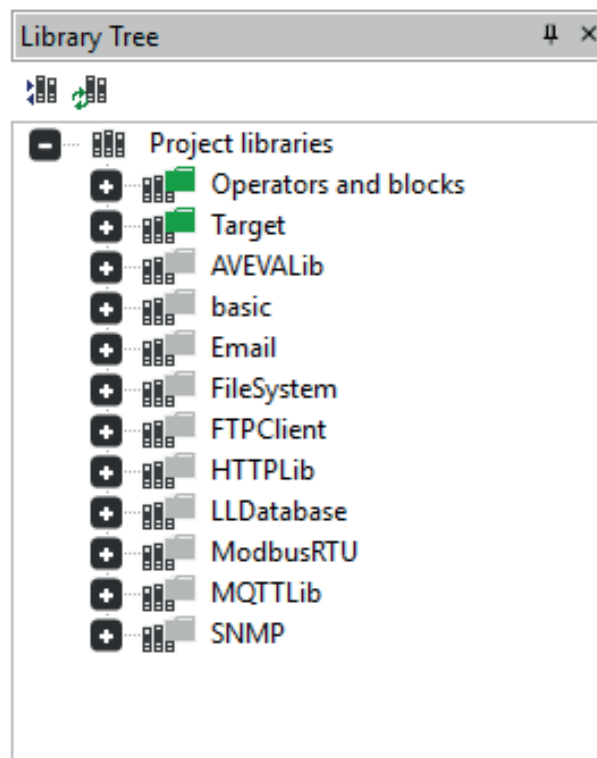 Library Tree
Project libraries
Operators and blocks
Target
AVEVALib
basic
Email
FileSystem
FTPClient
HTTPLib
LLDatabase
ModbusRTU
MQTTLib
SNMP